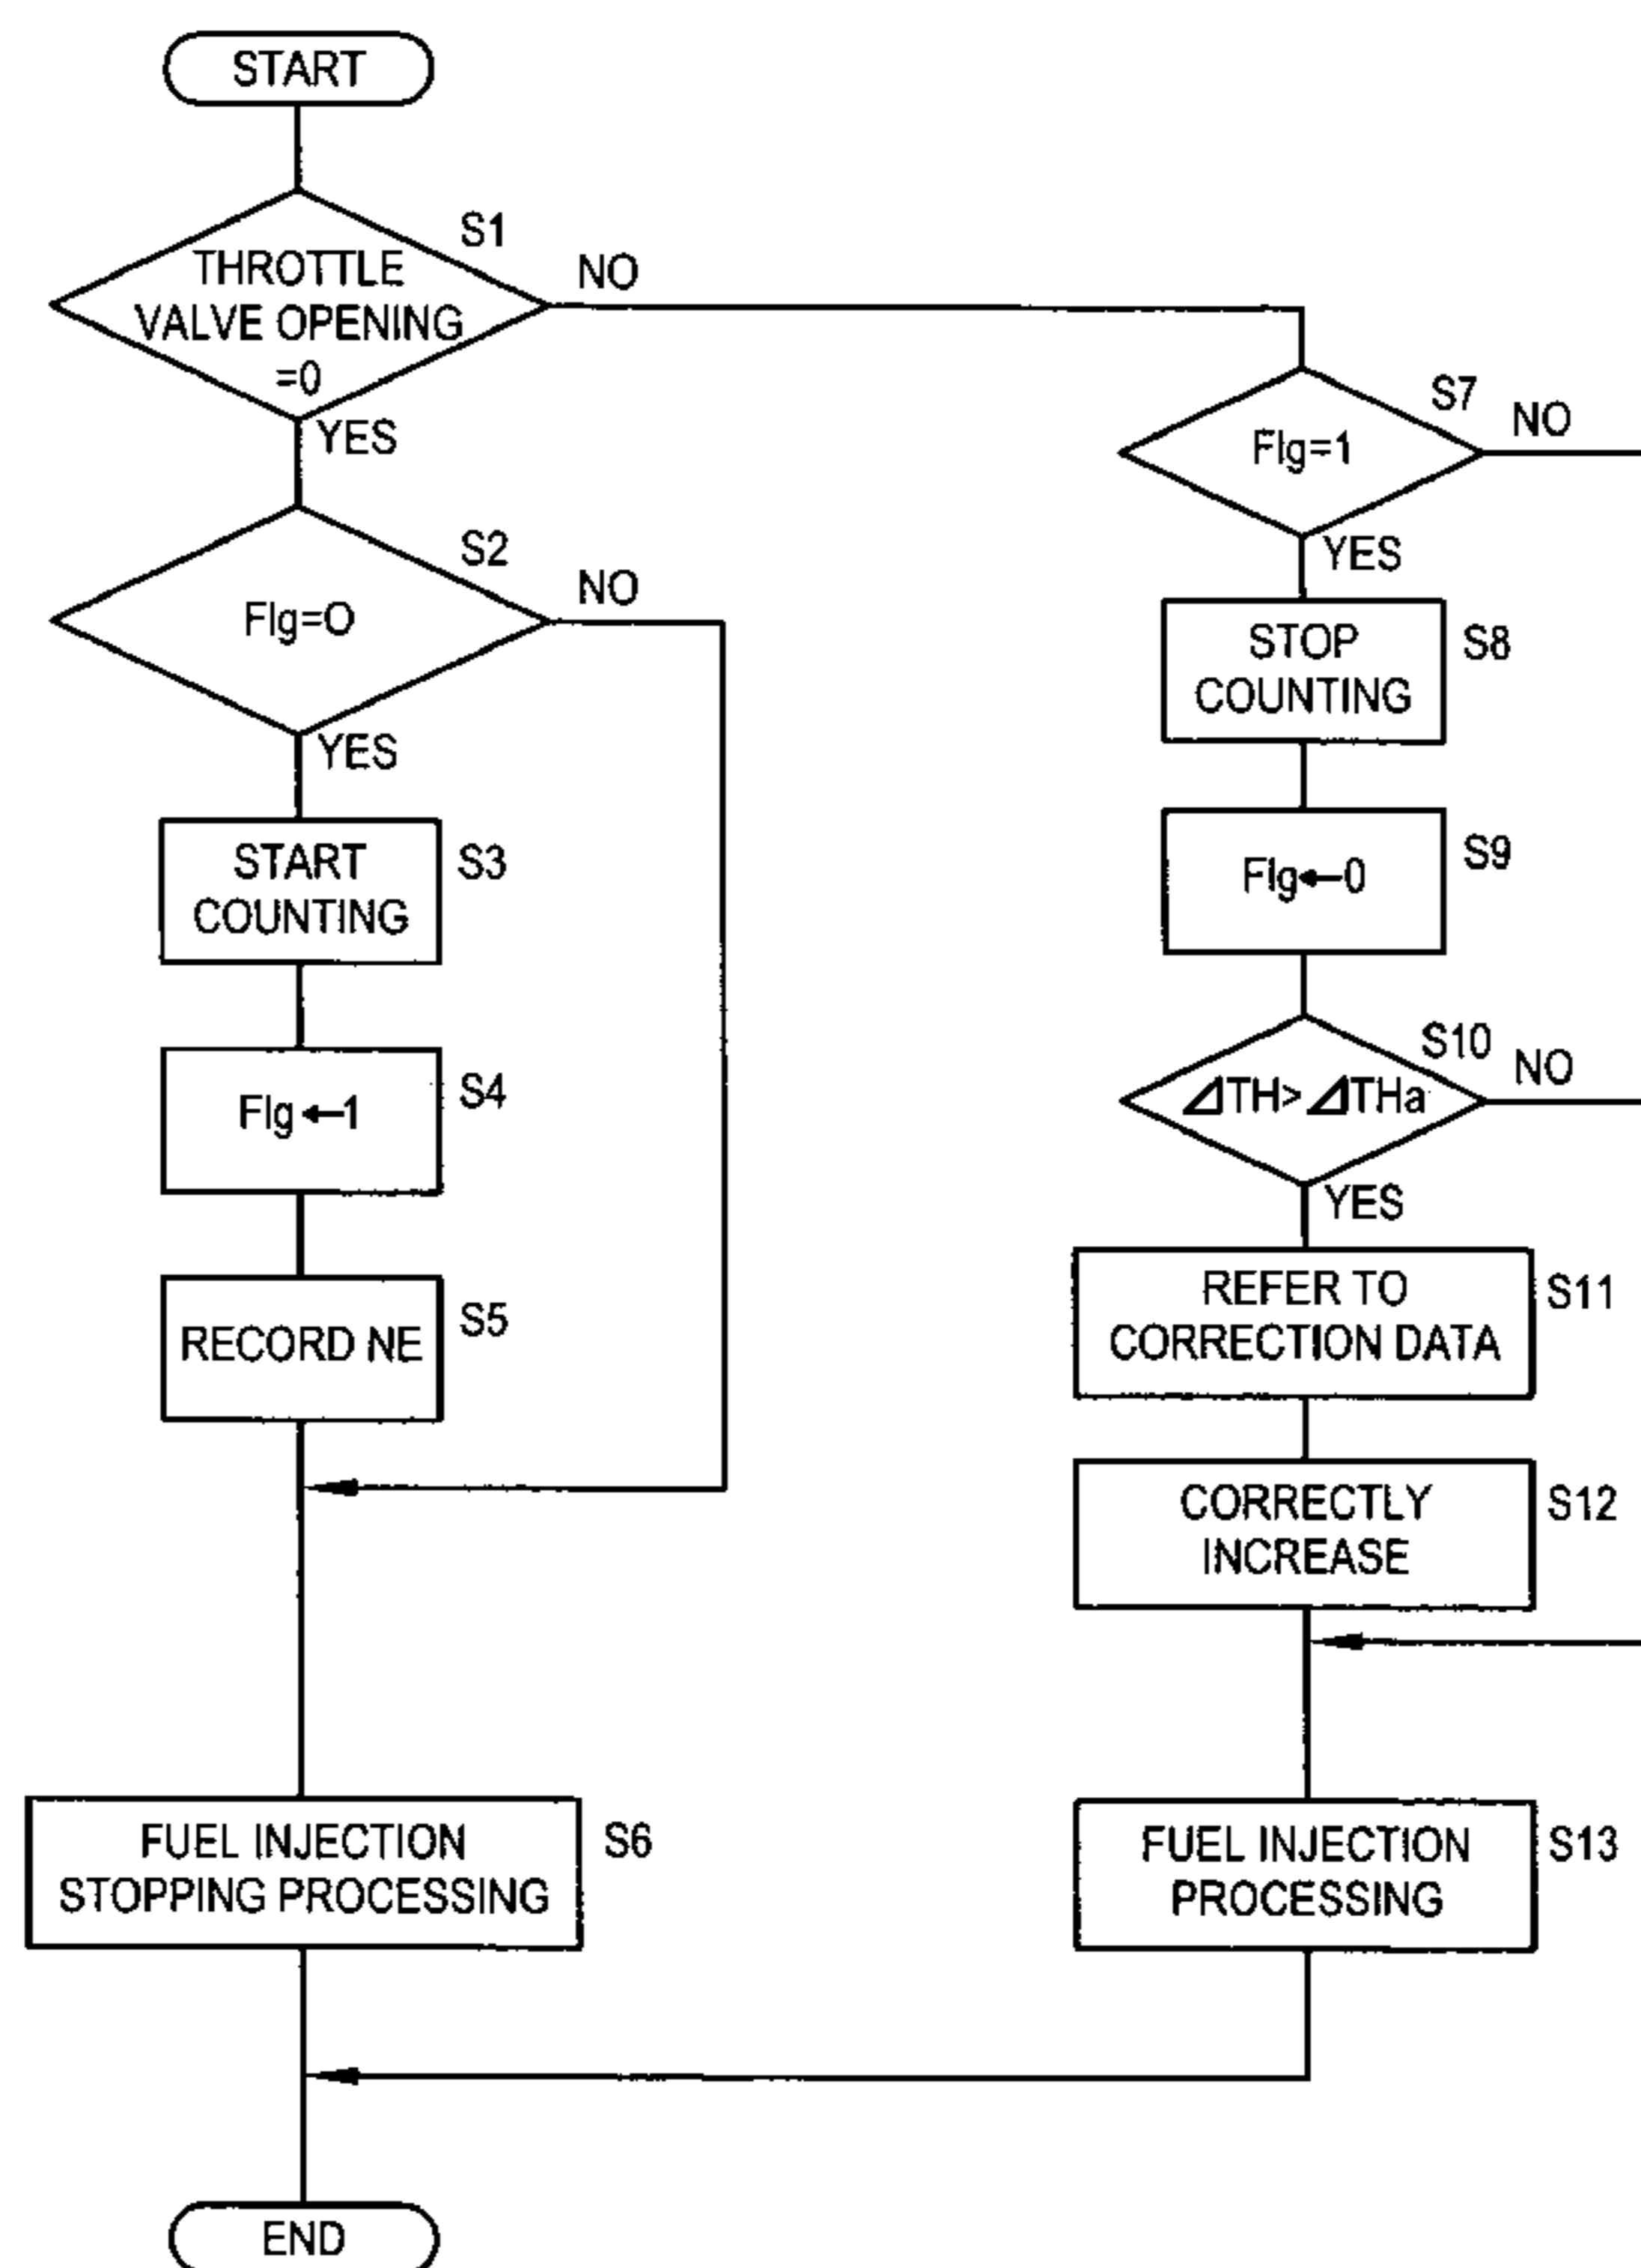 START
S1
THROTTLE
VALVE OPENING
=0
NO
YES
S2
Flg=O
NO
YES
START
COUNTING
S3
Flg←1
S4
RECORD NE
S5
FUEL INJECTION
STOPPING PROCESSING
S6
END
S7
Flg=1
NO
YES
STOP
COUNTING
S8
Flg←0
S9
S10
⊿TH>⊿THa
NO
YES
REFER TO
CORRECTION DATA
S11
CORRECTLY
INCREASE
S12
FUEL INJECTION
PROCESSING
S13